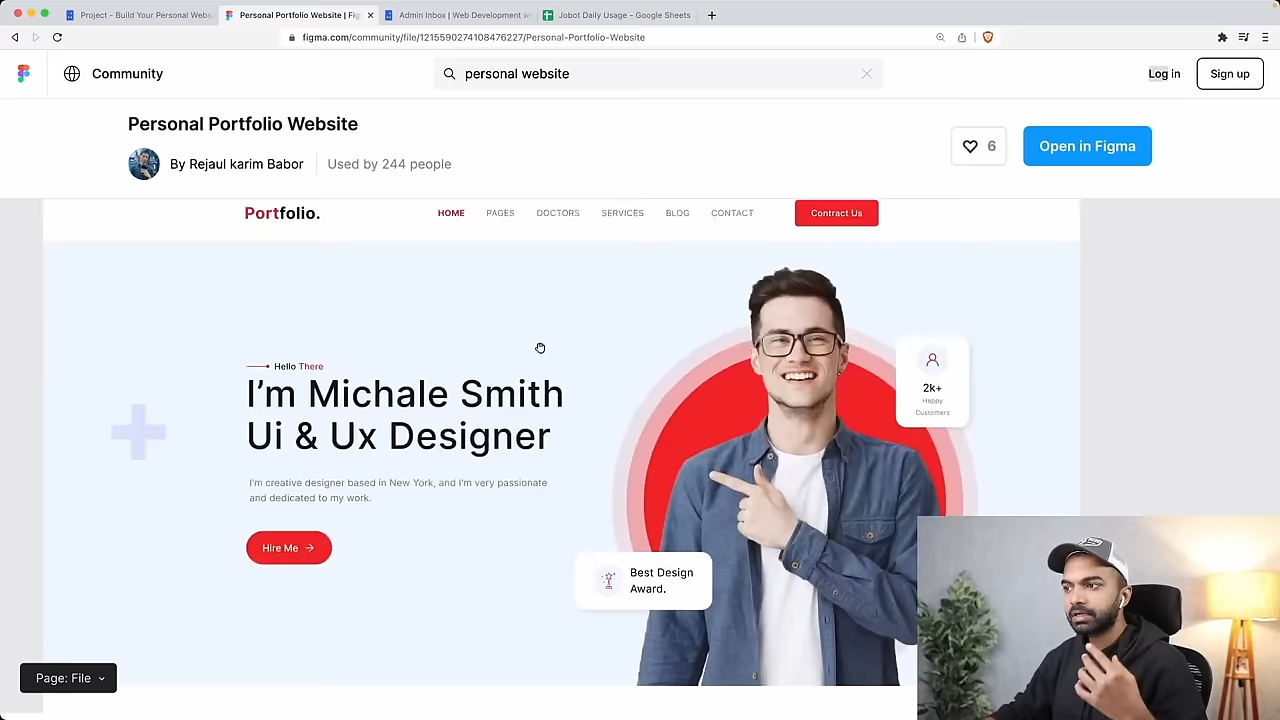 Project - Build Your Personal Webs
Personal Portfolio Website | Fig
Admin Inbox | Web Development w
Jobot Daily Usage - Google Sheets
figma.com/community/file/1215590274108476227/Personal-Portfolio-Website
Community
personal website
Log in
Sign up
Personal Portfolio Website
By Rejaul karim Babor
Used by 244 people
6
Open in Figma
Portfolio.
HOME
PAGES
DOCTORS
SERVICES
BLOG
CONTACT
Contract Us
Hello There
I'm Michale Smith
Ui & Ux Designer
I'm creative designer based in New York, and I'm very passionate
and dedicated to my work.
Hire Me
2k+
Happy
Customers
Best Design
Award.
Page: File